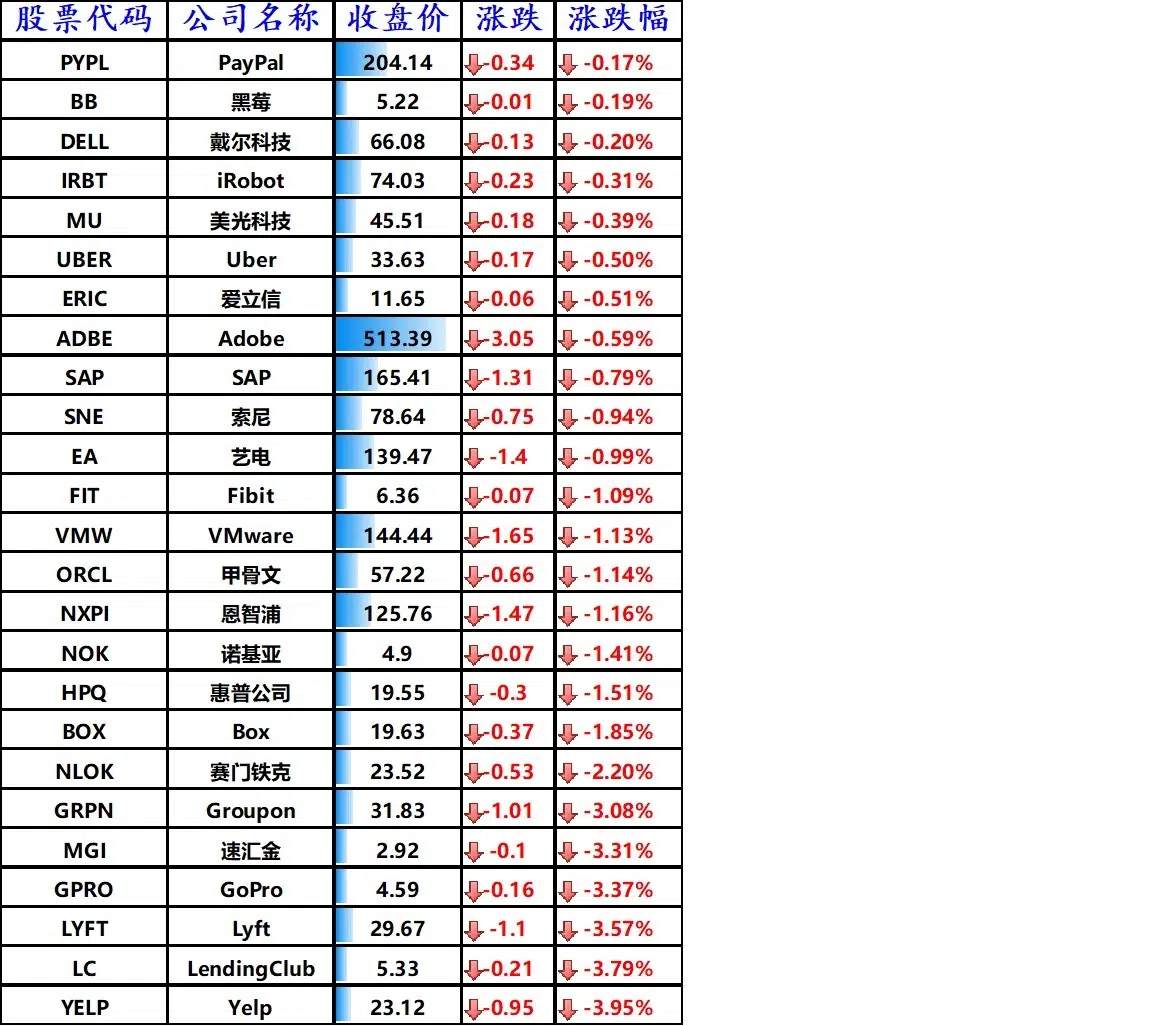 股票代码 公司名称 收盘价 涨跌 涨跌幅
PYPL PayPal 204.14 -0.34 -0.17%
BB 黑莓 5.22 -0.01 -0.19%
DELL 戴尔科技 66.08 -0.13 -0.20%
IRBT iRobot 74.03 -0.23 -0.31%
MU 美光科技 45.51 -0.18 -0.39%
UBER Uber 33.63 -0.17 -0.50%
ERIC 爱立信 11.65 -0.06 -0.51%
ADBE Adobe 513.39 -3.05 -0.59%
SAP SAP 165.41 -1.31 -0.79%
SNE 索尼 78.64 -0.75 -0.94%
EA 艺电 139.47 -1.4 -0.99%
FIT Fibit 6.36 -0.07 -1.09%
VMW VMware 144.44 -1.65 -1.13%
ORCL 甲骨文 57.22 -0.66 -1.14%
NXPI 恩智浦 125.76 -1.47 -1.16%
NOK 诺基亚 4.9 -0.07 -1.41%
HPQ 惠普公司 19.55 -0.3 -1.51%
BOX Box 19.63 -0.37 -1.85%
NLOK 赛门铁克 23.52 -0.53 -2.20%
GRPN Groupon 31.83 -1.01 -3.08%
MGI 速汇金 2.92 -0.1 -3.31%
GPRO GoPro 4.59 -0.16 -3.37%
LYFT Lyft 29.67 -1.1 -3.57%
LC LendingClub 5.33 -0.21 -3.79%
YELP Yelp 23.12 -0.95 -3.95%